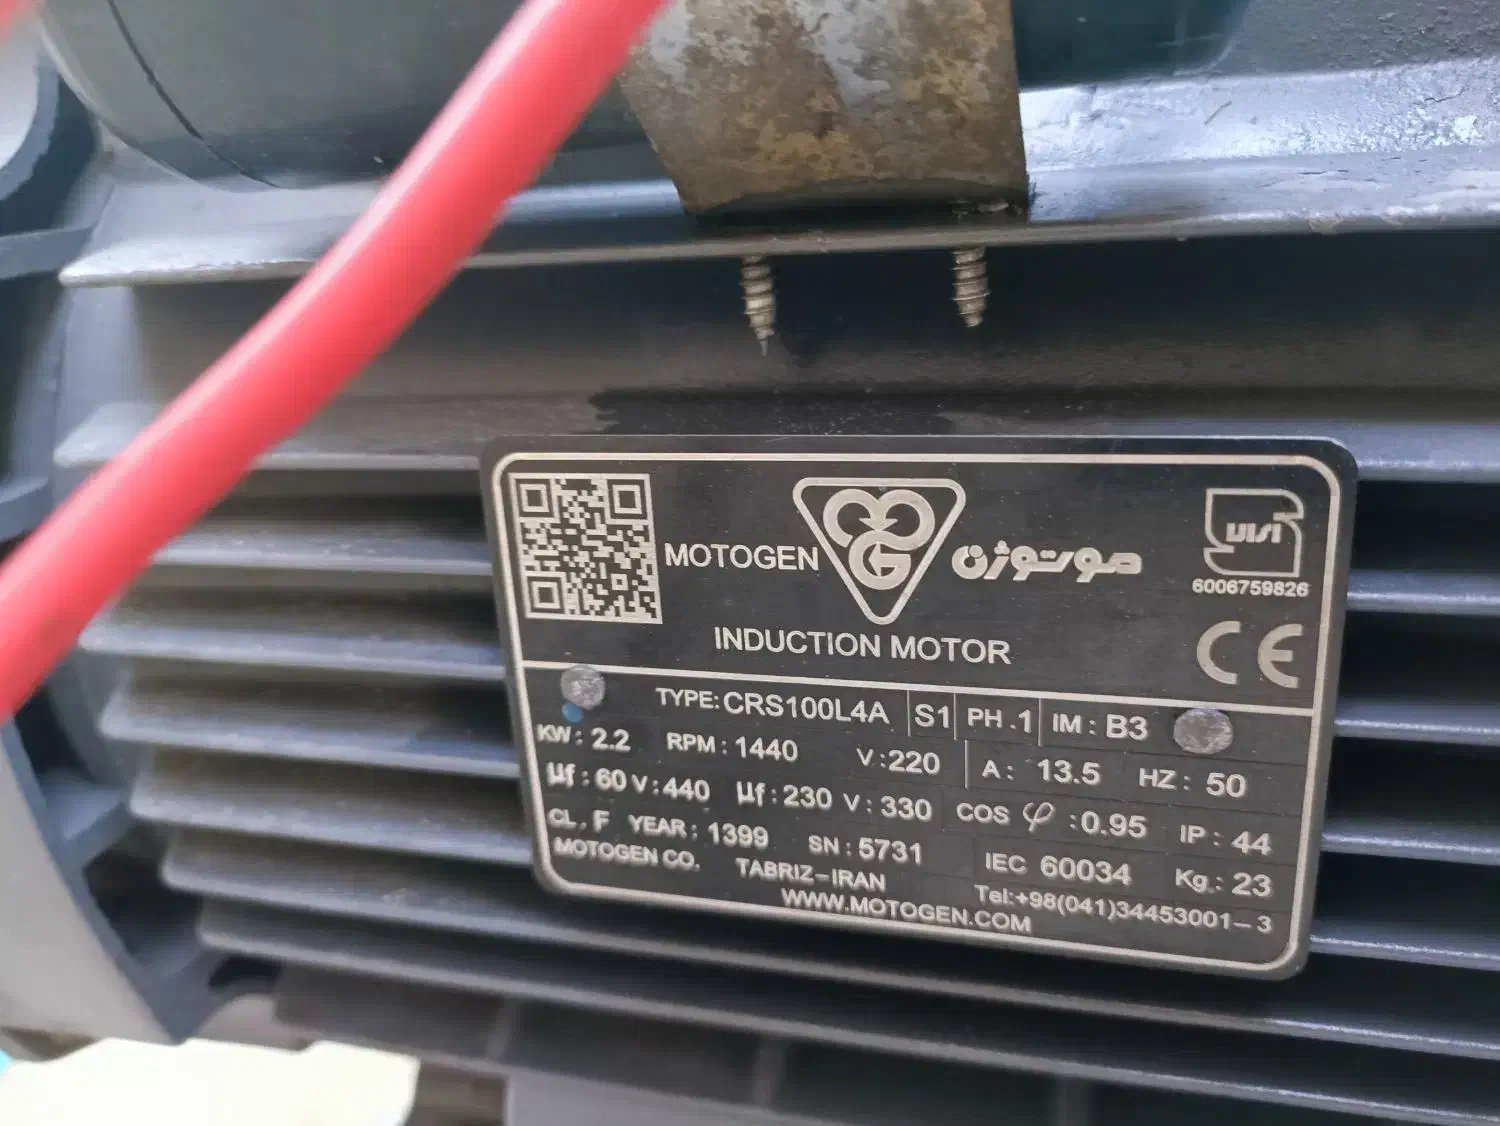 MOTOGEN موتوژن
6006759826
CE
INDUCTION MOTOR
TYPE: CRS100L4A S1 PH.1 IM: B3
KW: 2.2 RPM: 1440 V: 220 A: 13.5 HZ: 50
µf: 60 V: 440 µf: 230 V: 330 COS φ: 0.95 IP: 44
CL. F YEAR: 1399 SN: 5731 IEC 60034 Kg.: 23
MOTOGEN CO. TABRIZ-IRAN Tel:+98(041)34453001-3
WWW.MOTOGEN.COM